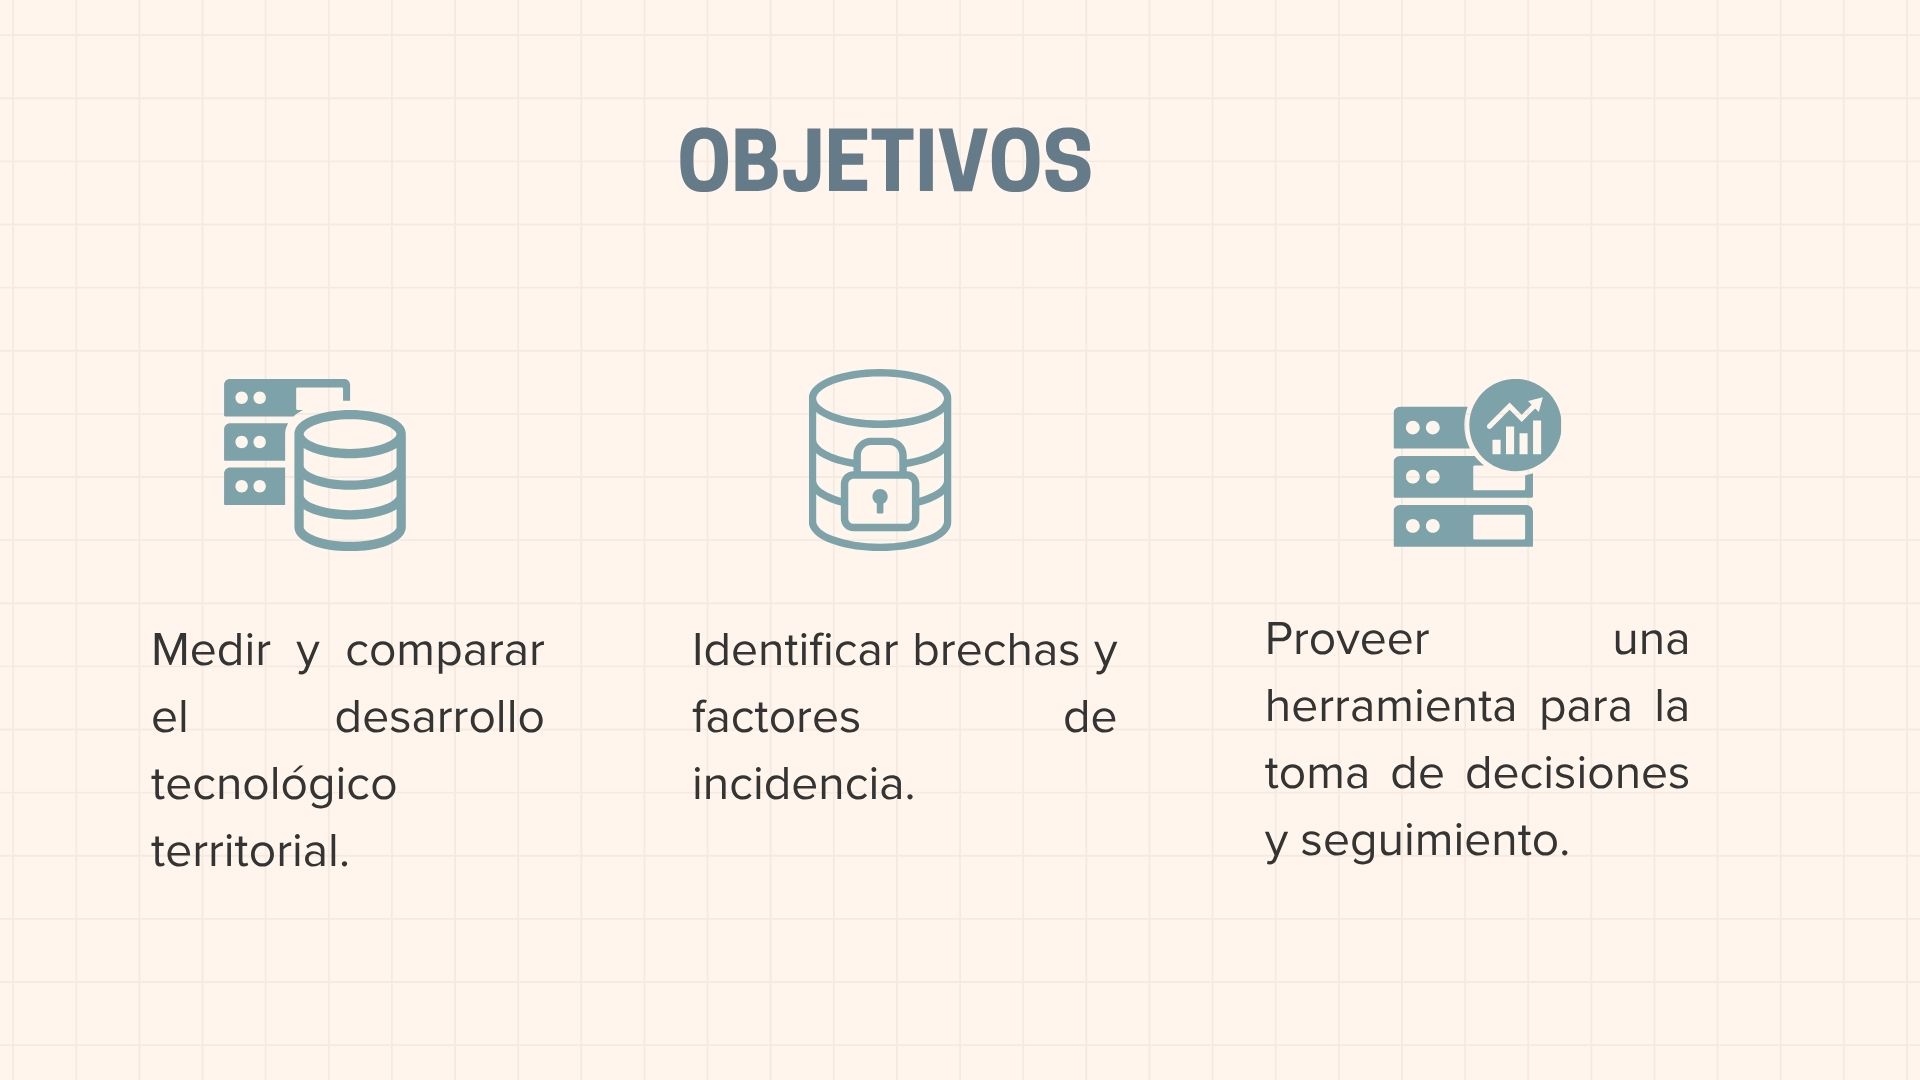 OBJETIVOS
Medir y comparar
el desarrollo
tecnológico
territorial.
Identificar brechas y
factores de
incidencia.
Proveer una
herramienta para la
toma de decisiones
y seguimiento.